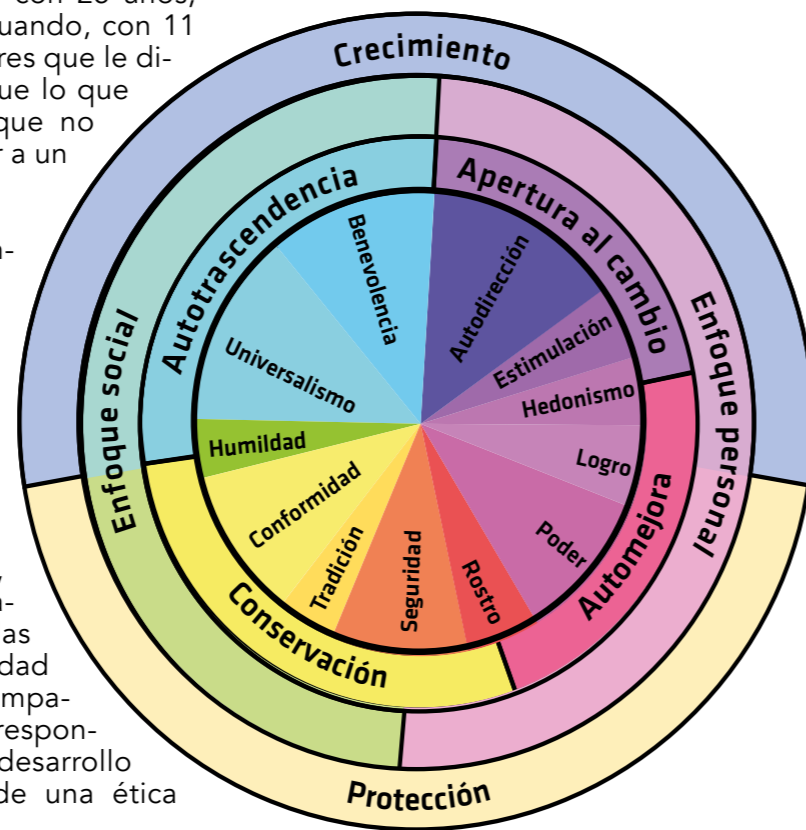 con años,
uando, con 11
res que le di-
ue lo que
que no
r a un
as
idad
mpa-
respon-
desarrollo
de una ética
Crecimiento
Enfoque social
Enfoque personal
Autotrascendencia
Apertura al cambio
Benevolencia
Autodirección
Estimulación
Universalismo
Hedonismo
Humildad
Logro
Conformidad
Poder
Tradición
Seguridad
Rostro
Conservación
Automejora
Protección